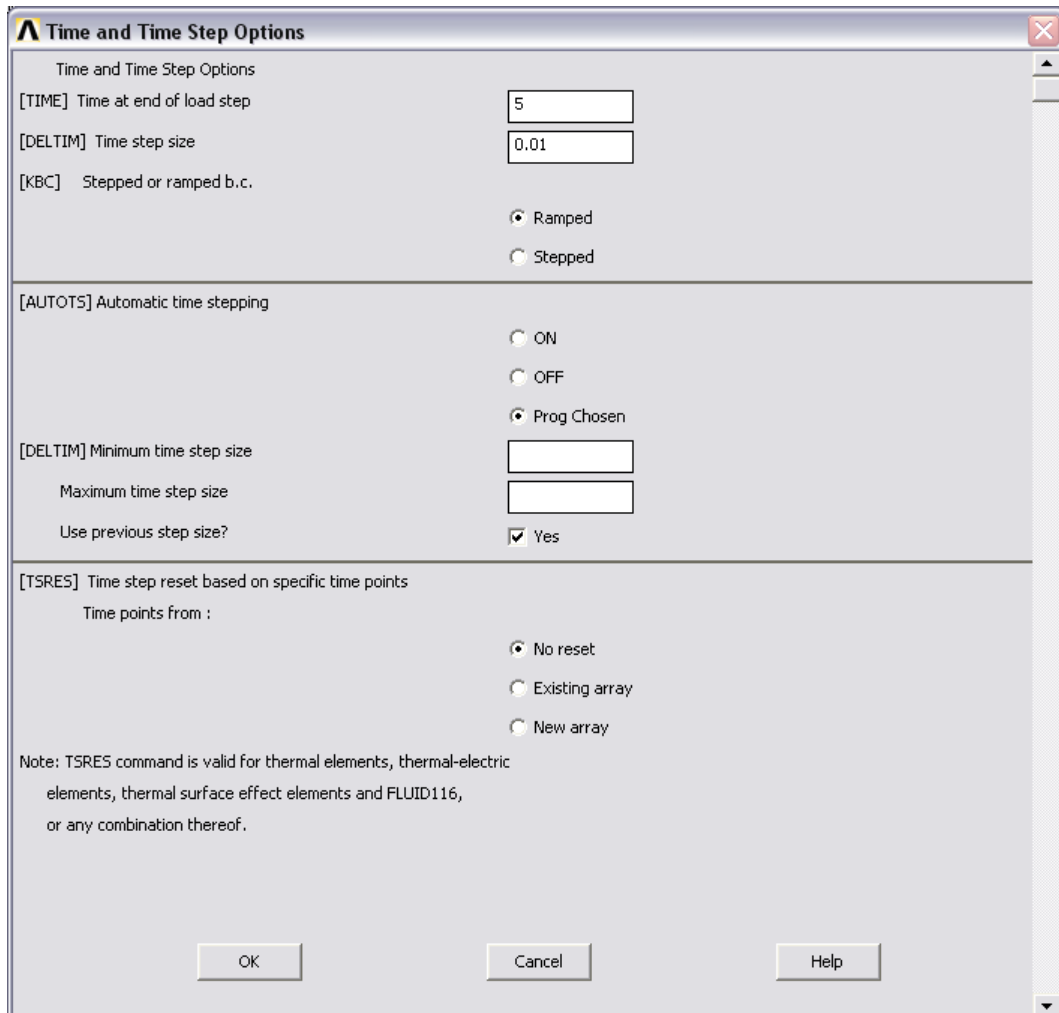 Time and Time Step Options
Time and Time Step Options
[TIME] Time at end of load step 5
[DELTIM] Time step size 0.01
[KBC] Stepped or ramped b.c.
Ramped
Stepped
[AUTOTS] Automatic time stepping
ON
OFF
Prog Chosen
[DELTIM] Minimum time step size
Maximum time step size
Use previous step size? Yes
[TSRES] Time step reset based on specific time points
Time points from :
No reset
Existing array
New array
Note: TSRES command is valid for thermal elements, thermal-electric
elements, thermal surface effect elements and FLUID116,
or any combination thereof.
OK Cancel Help